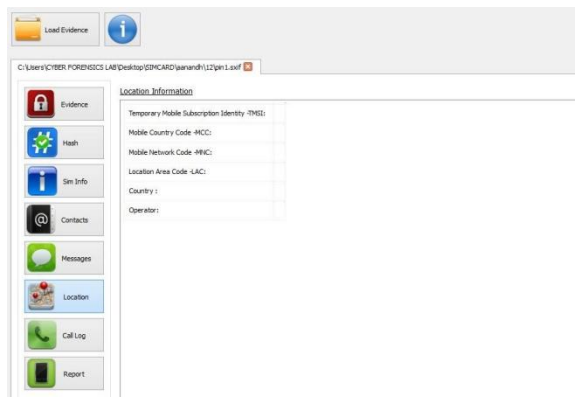 Load Evidence
C:\Users\CYBER FORENSICS LAB\Desktop\SIMCARD\aanandh\12\pin1.sxif
Evidence
Hash
Sim Info
Contacts
Messages
Location
Call Log
Report
Location Information
Temporary Mobile Subscription Identity -TMSI:
Mobile Country Code -MCC:
Mobile Network Code -MNC:
Location Area Code -LAC:
Country :
Operator: